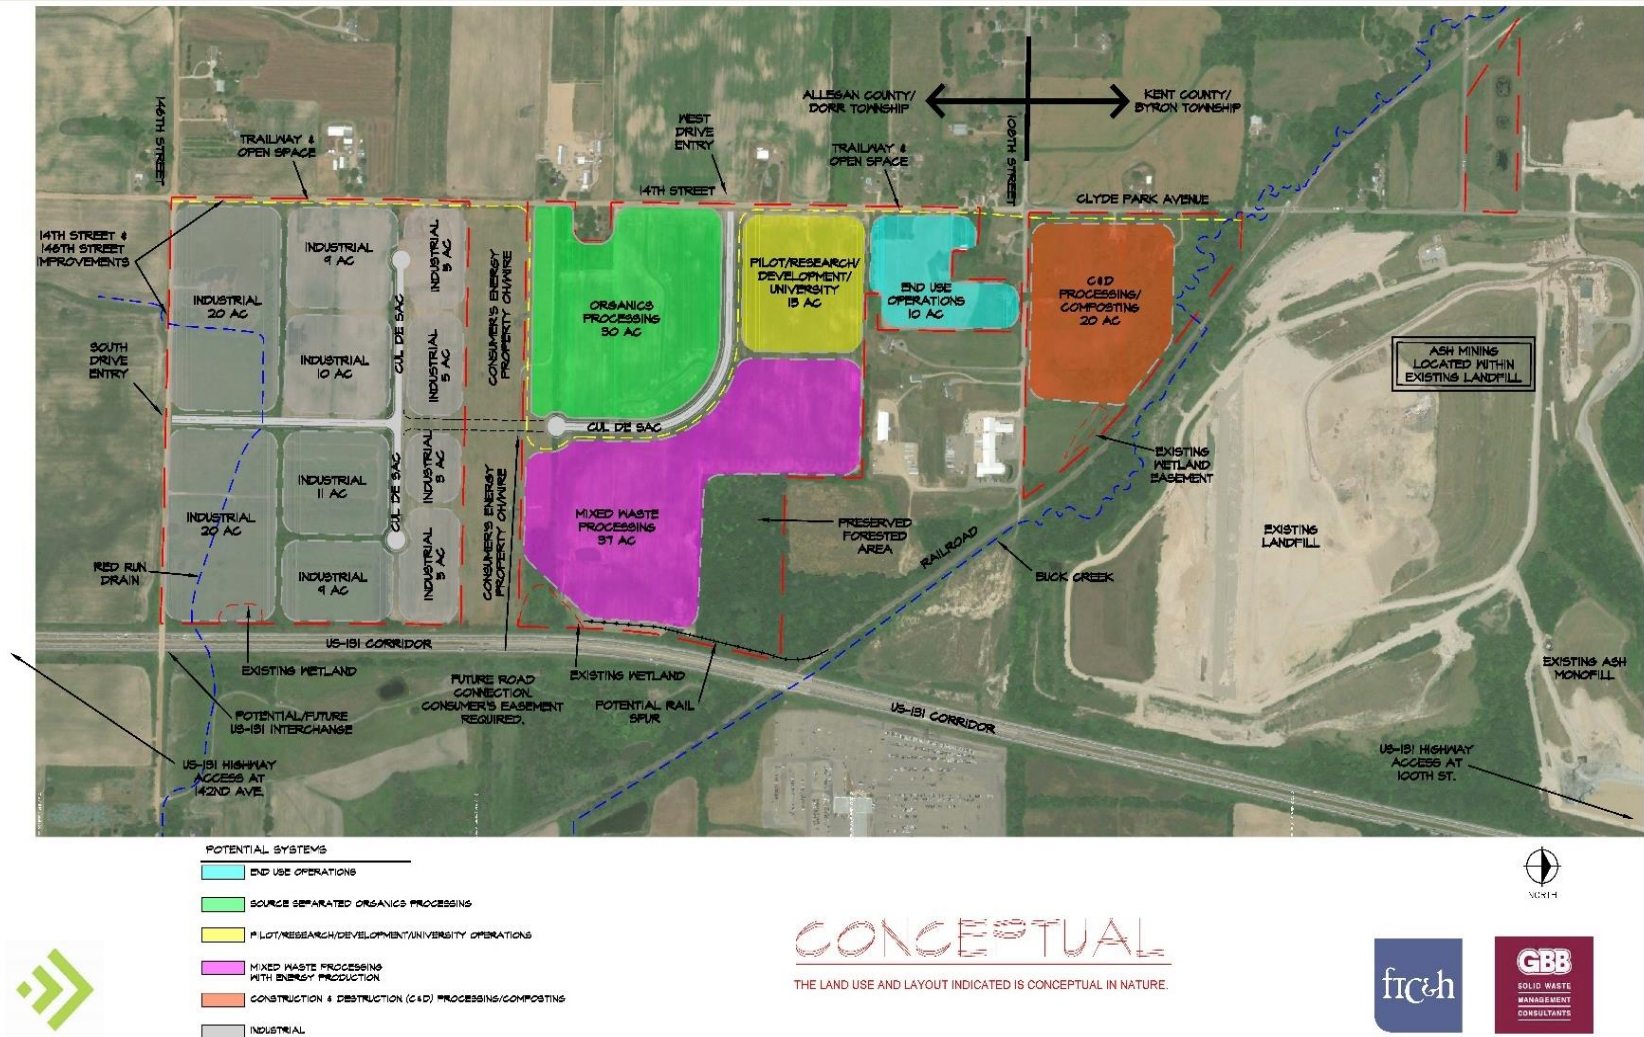 ALLEGAN COUNTY/
DORR TOWNSHIP
KENT COUNTY/
BYRON TOWNSHIP
146TH STREET
TRAILWAY &
OPEN SPACE
WEST
DRIVE
ENTRY
TRAILWAY &
OPEN SPACE
108TH STREET
14TH STREET
CLYDE PARK AVENUE
14TH STREET &
146TH STREET
IMPROVEMENTS
INDUSTRIAL
20 AC
INDUSTRIAL
9 AC
INDUSTRIAL
5 AC
CONSUMER'S ENERGY
PROPERTY OH/WIRE
ORGANICS
PROCESSING
30 AC
PILOT/RESEARCH/
DEVELOPMENT/
UNIVERSITY
15 AC
END USE
OPERATIONS
10 AC
C&D
PROCESSING/
COMPOSTING
20 AC
ASH MINING
LOCATED WITHIN
EXISTING LANDFILL
SOUTH
DRIVE
ENTRY
INDUSTRIAL
10 AC
CUL DE SAC
INDUSTRIAL
5 AC
CUL DE SAC
INDUSTRIAL
20 AC
INDUSTRIAL
11 AC
CUL DE SAC
INDUSTRIAL
5 AC
CONSUMER'S ENERGY
PROPERTY OH/WIRE
MIXED WASTE
PROCESSING
37 AC
PRESERVED
FORESTED
AREA
EXISTING
WETLAND
EASEMENT
EXISTING
LANDFILL
RAILROAD
BUCK CREEK
RED RUN
DRAIN
INDUSTRIAL
9 AC
INDUSTRIAL
5 AC
US-131 CORRIDOR
EXISTING WETLAND
FUTURE ROAD
CONNECTION.
CONSUMER'S EASEMENT
REQUIRED.
EXISTING WETLAND
POTENTIAL RAIL
SPUR
US-131 CORRIDOR
EXISTING ASH
MONOFILL
POTENTIAL/FUTURE
US-131 INTERCHANGE
US-131 HIGHWAY
ACCESS AT
142ND AVE.
US-131 HIGHWAY
ACCESS AT
100TH ST.
POTENTIAL SYSTEMS
END USE OPERATIONS
SOURCE SEPARATED ORGANICS PROCESSING
PILOT/RESEARCH/DEVELOPMENT/UNIVERSITY OPERATIONS
MIXED WASTE PROCESSING
WITH ENERGY PRODUCTION
CONSTRUCTION & DESTRUCTION (C&D) PROCESSING/COMPOSTING
INDUSTRIAL
CONCEPTUAL
THE LAND USE AND LAYOUT INDICATED IS CONCEPTUAL IN NATURE.
NORTH
ftc&h
GBB
SOLID WASTE
MANAGEMENT
CONSULTANTS